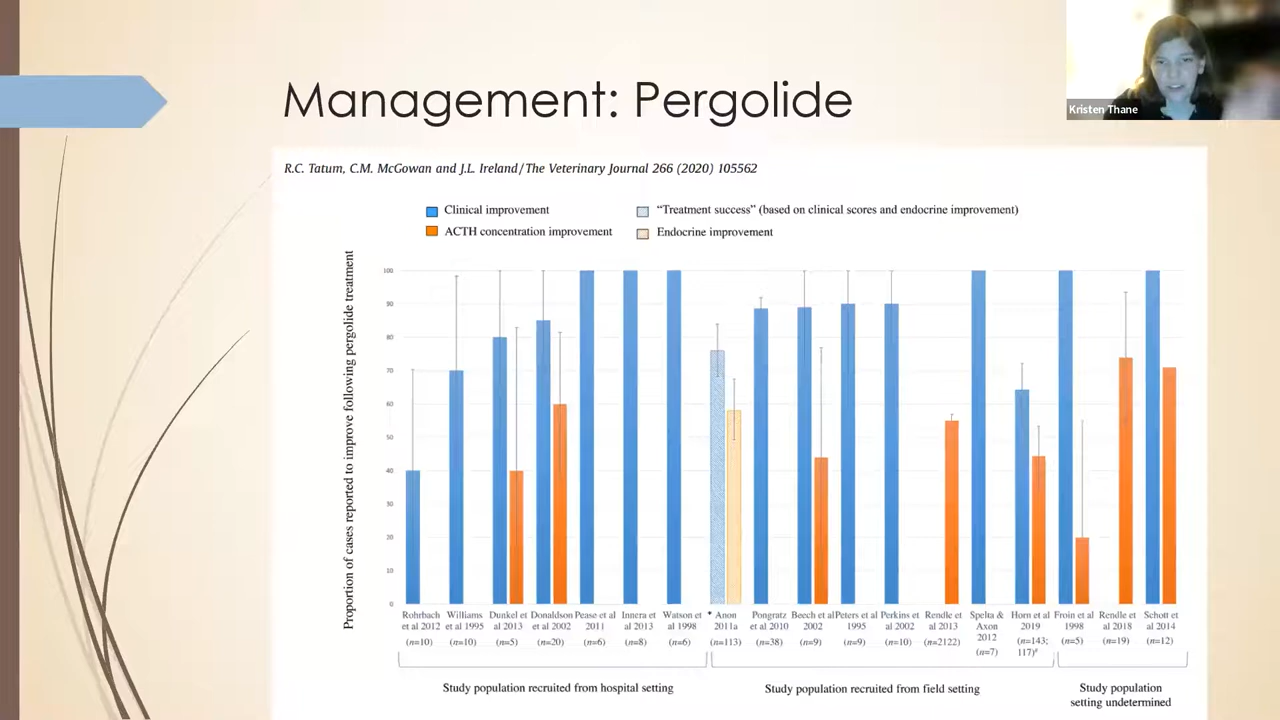 Management: Pergolide
Kristen Thane
R.C. Tatum, C.M. McGowan and J.L. Ireland/The Veterinary Journal 266 (2020) 105562
Clinical improvement
"Treatment success" (based on clinical scores and endocrine improvement)
ACTH concentration improvement
Endocrine improvement
Proportion of cases reported to improve following pergolide treatment
100
90
80
70
60
50
40
30
20
10
0
Rohrbach et al 2012 (n=10)
Williams et al 1995 (n=10)
Dunkel et al 2013 (n=5)
Donaldson et al 2002 (n=20)
Pease et al 2011 (n=6)
Innera et al 2013 (n=8)
Watson et al 1998 (n=6)
* Anon 2011a (n=113)
Pongratz et al 2010 (n=38)
Beech et al 2002 (n=9)
Peters et al 1995 (n=9)
Perkins et al 2002 (n=10)
Rendle et al 2013 (n=2122)
Spelta & Axon 2012 (n=7)
Horn et al 2019 (n=143; 117)#
Froin et al 1998 (n=5)
Rendle et al 2018 (n=19)
Schott et al 2014 (n=12)
Study population recruited from hospital setting
Study population recruited from field setting
Study population
setting undetermined